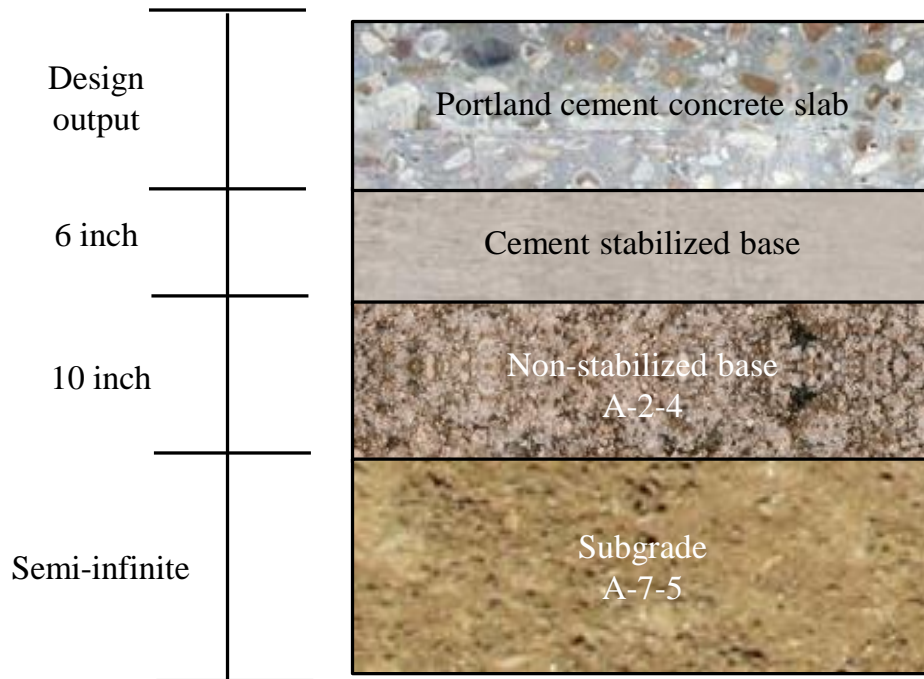 Design
output
Portland cement concrete slab
6 inch
Cement stabilized base
10 inch
Non-stabilized base
A-2-4
Semi-infinite
Subgrade
A-7-5